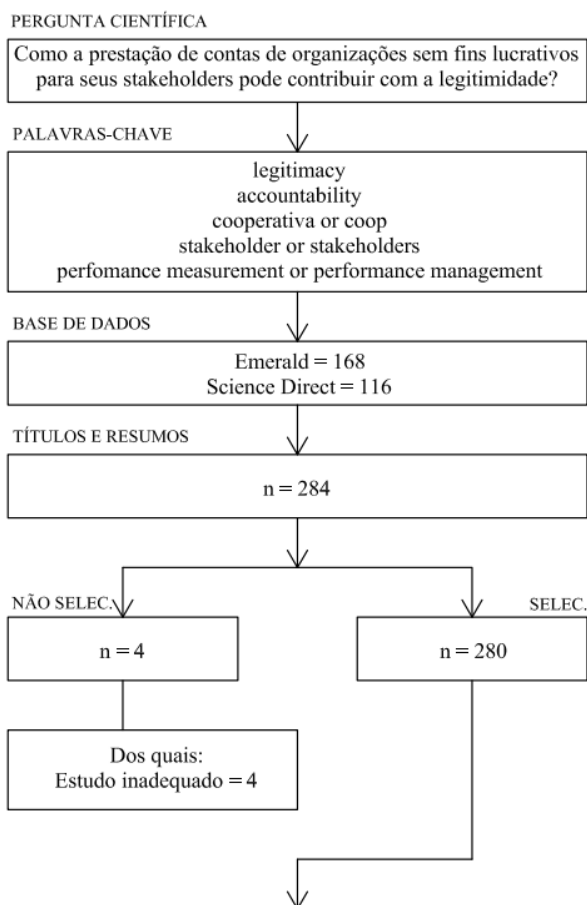 PERGUNTA CIENTÍFICA
Como a prestação de contas de organizações sem fins lucrativos
para seus stakeholders pode contribuir com a legitimidade?
PALAVRAS-CHAVE
legitimacy
accountability
cooperativa or coop
stakeholder or stakeholders
perfomance measurement or performance management
BASE DE DADOS
Emerald = 168
Science Direct = 116
TÍTULOS E RESUMOS
n = 284
NÃO SELEC.
SELEC.
n = 4
n = 280
Dos quais:
Estudo inadequado = 4